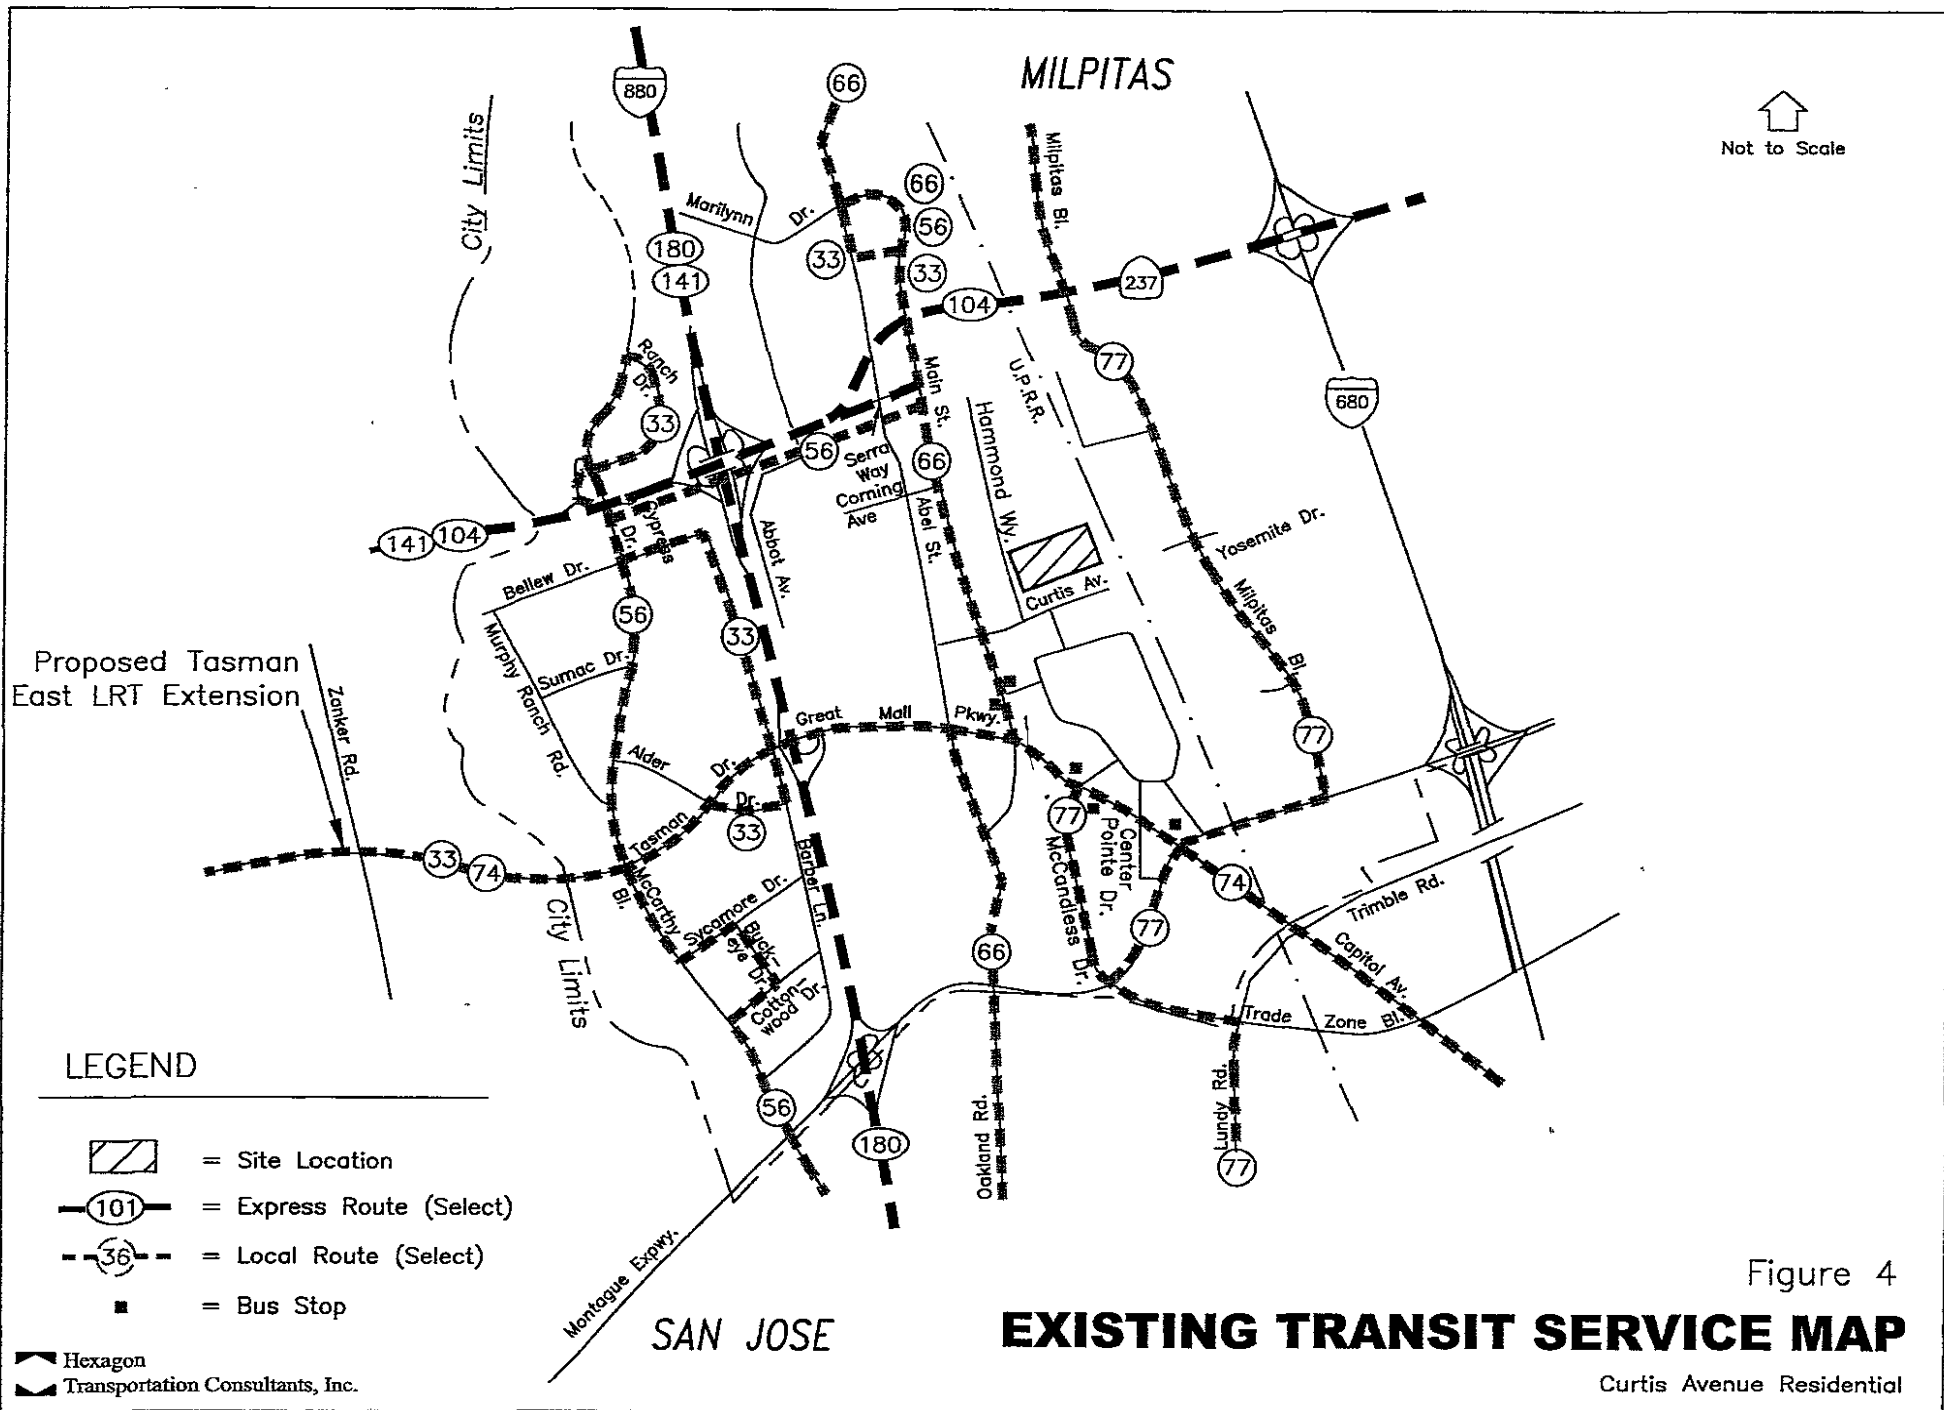 MILPITAS
Not to Scale
880
66
City Limits
Milpitas Bl.
Marilynn
Dr.
66
56
33
33
180
141
237
104
77
680
Ranch
Dr.
33
Main St.
U.P.R.R.
Hammond Wy.
56
Serra
Way
Corning
Ave
66
Abel St.
141
104
Cypress
Dr.
Abbot Av.
Bellew Dr.
Yosemite Dr.
Curtis Av.
56
33
Milpitas
Bl.
Murphy Ranch Rd.
Sumac Dr.
Proposed Tasman
East LRT Extension
Zanker Rd.
Great Mall Pkwy.
77
Alder
Dr.
Dr.
33
Tasman
77
Center
Pointe Dr.
McCandless Dr.
33
74
74
McCarthy
Bl.
Barber Ln.
Sycamore Dr.
Buck-
eye Dr.
Cotton-
wood Dr.
City Limits
66
77
Trimble Rd.
Capitol Av.
Trade Zone Bl.
Lundy Rd.
Oakland Rd.
56
180
77
Montague Expwy.
LEGEND
= Site Location
101 = Express Route (Select)
36 = Local Route (Select)
= Bus Stop
Hexagon
Transportation Consultants, Inc.
SAN JOSE
Figure 4
EXISTING TRANSIT SERVICE MAP
Curtis Avenue Residential